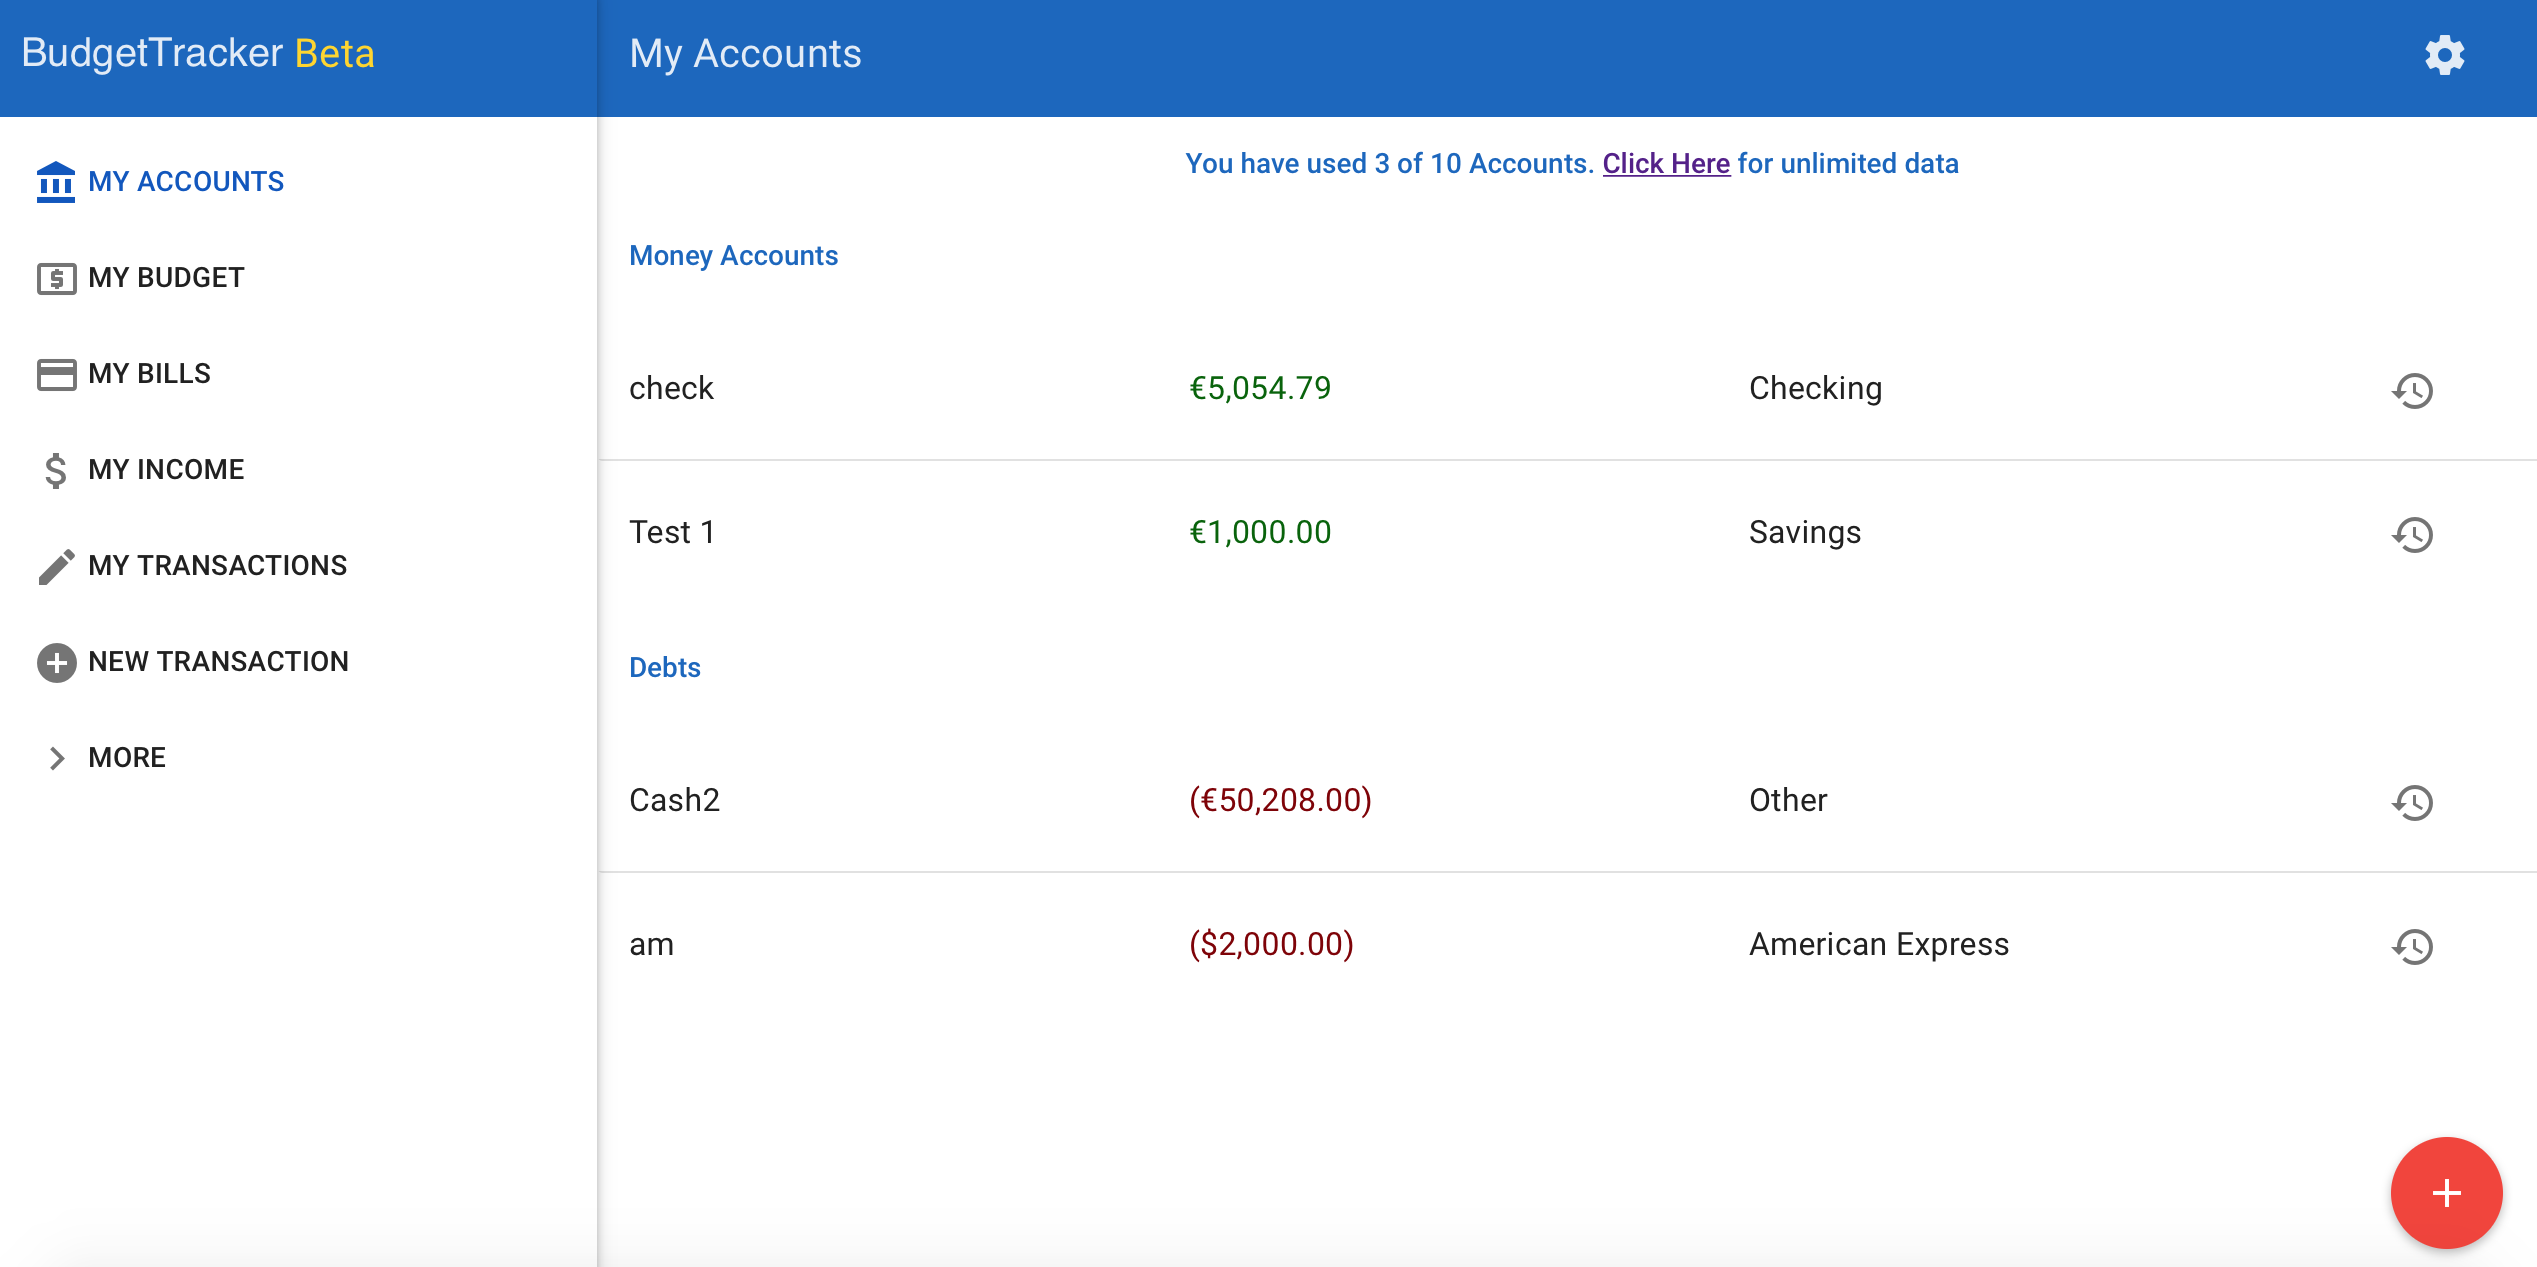 BudgetTracker Beta
My Accounts
MY ACCOUNTS
MY BUDGET
MY BILLS
MY INCOME
MY TRANSACTIONS
NEW TRANSACTION
MORE
You have used 3 of 10 Accounts. Click Here for unlimited data
Money Accounts
check €5,054.79 Checking
Test 1 €1,000.00 Savings
Debts
Cash2 (€50,208.00) Other
am ($2,000.00) American Express